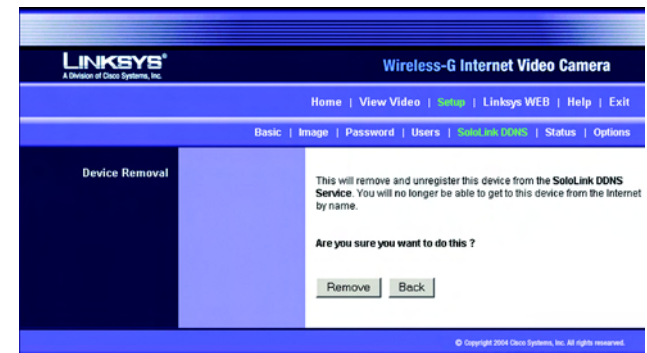 LINKSYS®
A Division of Cisco Systems, Inc.
Wireless-G Internet Video Camera
Home | View Video | Setup | Linksys WEB | Help | Exit
Basic | Image | Password | Users | SoloLink DDNS | Status | Options
Device Removal
This will remove and unregister this device from the SoloLink DDNS
Service. You will no longer be able to get to this device from the Internet
by name.
Are you sure you want to do this ?
Remove Back
© Copyright 2004 Cisco Systems, Inc. All rights reserved.